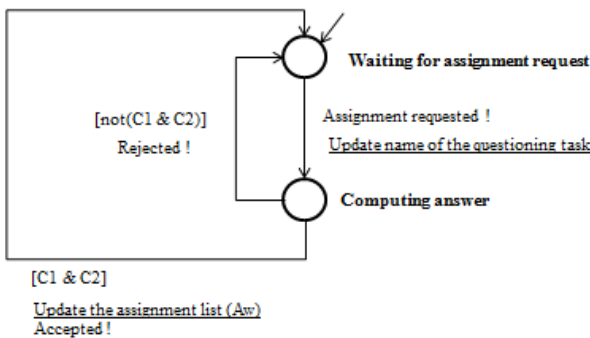 Waiting for assignment request
[not(C1 & C2)]
Rejected !
Assignment requested !
Update name of the questioning task
Computing answer
[C1 & C2]
Update the assignment list (Aw)
Accepted !